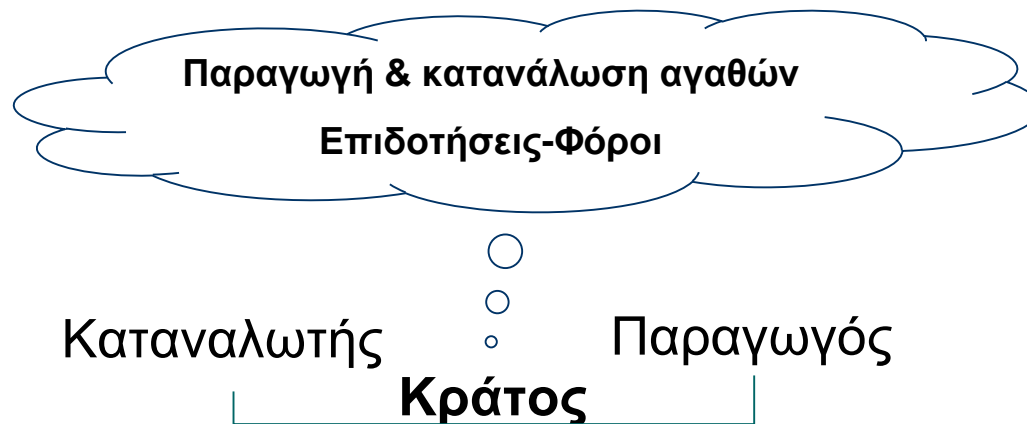 Παραγωγή & κατανάλωση αγαθών
Επιδοτήσεις-Φόροι
Καταναλωτής
Παραγωγός
Κράτος